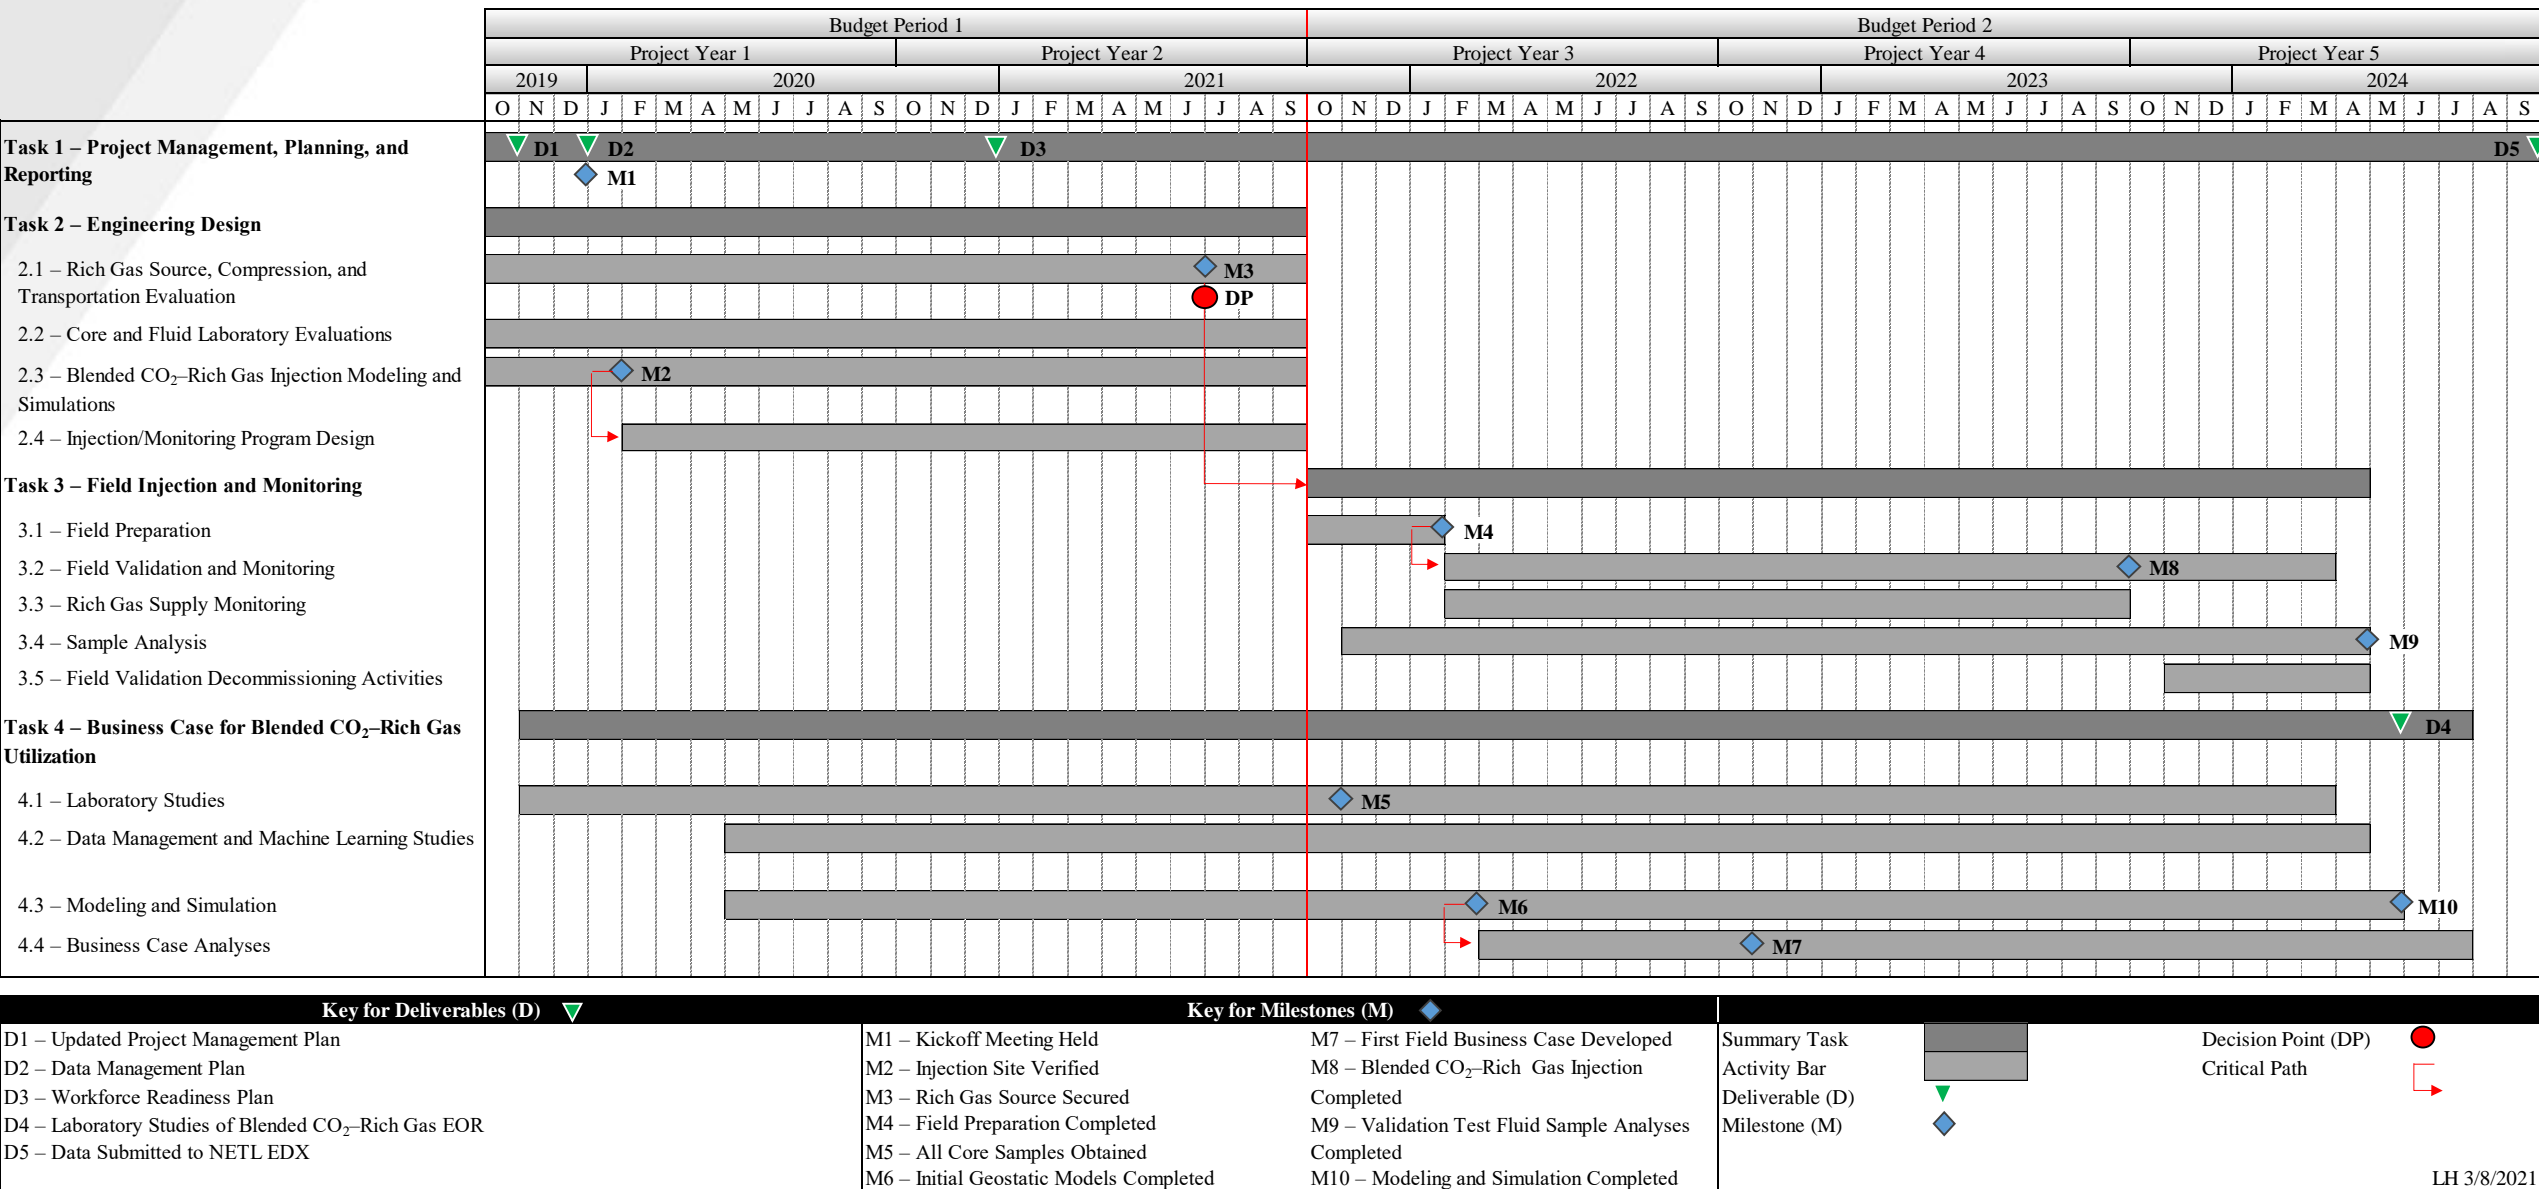 Budget Period 1 Budget Period 2
Project Year 1 Project Year 2 Project Year 3 Project Year 4 Project Year 5
2019 2020 2021 2022 2023 2024
O N D J F M A M J J A S O N D J F M A M J J A S O N D J F M A M J J A S O N D J F M A M J J A S O N D J F M A M J J A S
Task 1 – Project Management, Planning, and
Reporting
D1 D2 D3 D5
M1
Task 2 – Engineering Design
2.1 – Rich Gas Source, Compression, and
Transportation Evaluation
M3
DP
2.2 – Core and Fluid Laboratory Evaluations
2.3 – Blended CO₂–Rich Gas Injection Modeling and
Simulations
M2
2.4 – Injection/Monitoring Program Design
Task 3 – Field Injection and Monitoring
3.1 – Field Preparation
M4
3.2 – Field Validation and Monitoring
M8
3.3 – Rich Gas Supply Monitoring
3.4 – Sample Analysis
M9
3.5 – Field Validation Decommissioning Activities
Task 4 – Business Case for Blended CO₂–Rich Gas
Utilization
D4
4.1 – Laboratory Studies
M5
4.2 – Data Management and Machine Learning Studies
4.3 – Modeling and Simulation
M6 M10
4.4 – Business Case Analyses
M7
Key for Deliverables (D)
D1 – Updated Project Management Plan
D2 – Data Management Plan
D3 – Workforce Readiness Plan
D4 – Laboratory Studies of Blended CO₂–Rich Gas EOR
D5 – Data Submitted to NETL EDX
Key for Milestones (M)
M1 – Kickoff Meeting Held
M2 – Injection Site Verified
M3 – Rich Gas Source Secured
M4 – Field Preparation Completed
M5 – All Core Samples Obtained
M6 – Initial Geostatic Models Completed
M7 – First Field Business Case Developed
M8 – Blended CO₂–Rich Gas Injection
Completed
M9 – Validation Test Fluid Sample Analyses
Completed
M10 – Modeling and Simulation Completed
Summary Task
Activity Bar
Deliverable (D)
Milestone (M)
Decision Point (DP)
Critical Path
LH 3/8/2021